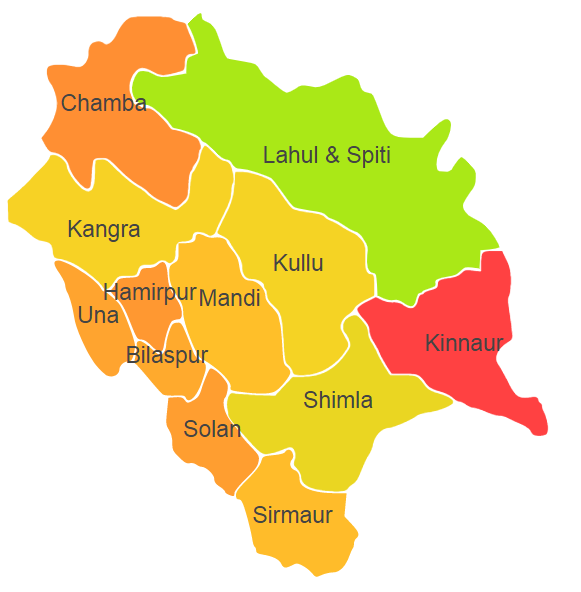 Chamba
Lahul & Spiti
Kangra
Kullu
Hamirpur
Mandi
Una
Kinnaur
Bilaspur
Shimla
Solan
Sirmaur